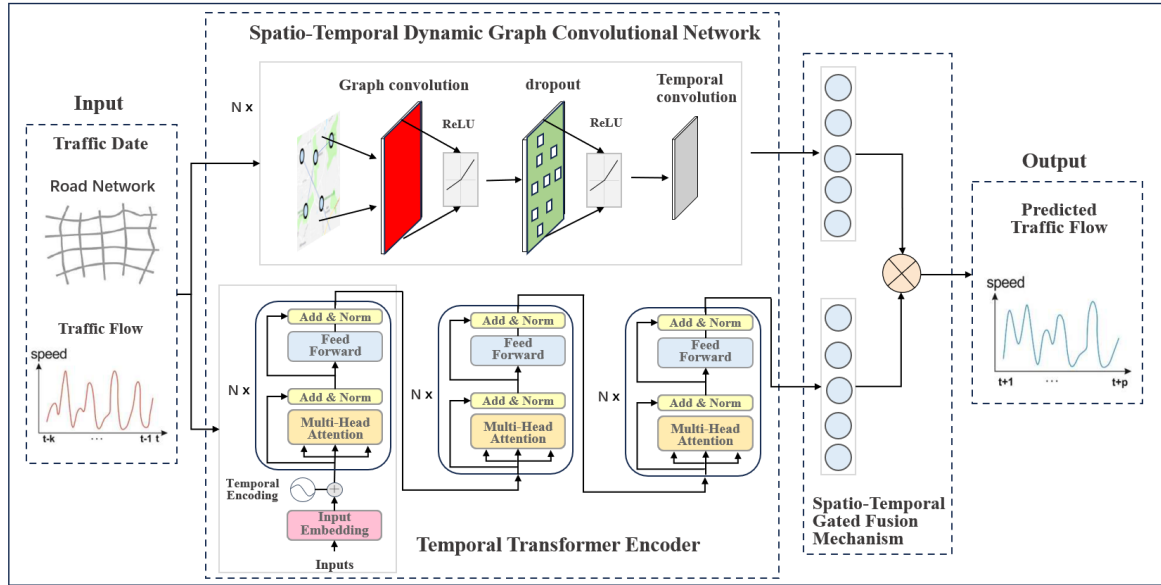 Spatio-Temporal Dynamic Graph Convolutional Network
Input
Traffic Date
Road Network
Traffic Flow
speed
t-k
...
t-1 t
N x
Graph convolution
ReLU
dropout
ReLU
Temporal
convolution
N x
Add & Norm
Feed
Forward
Add & Norm
Multi-Head
Attention
Temporal
Encoding
Input
Embedding
Inputs
N x
Add & Norm
Feed
Forward
Add & Norm
Multi-Head
Attention
N x
Add & Norm
Feed
Forward
Add & Norm
Multi-Head
Attention
Temporal Transformer Encoder
Spatio-Temporal
Gated Fusion
Mechanism
Output
Predicted
Traffic Flow
speed
t+1
...
t+p